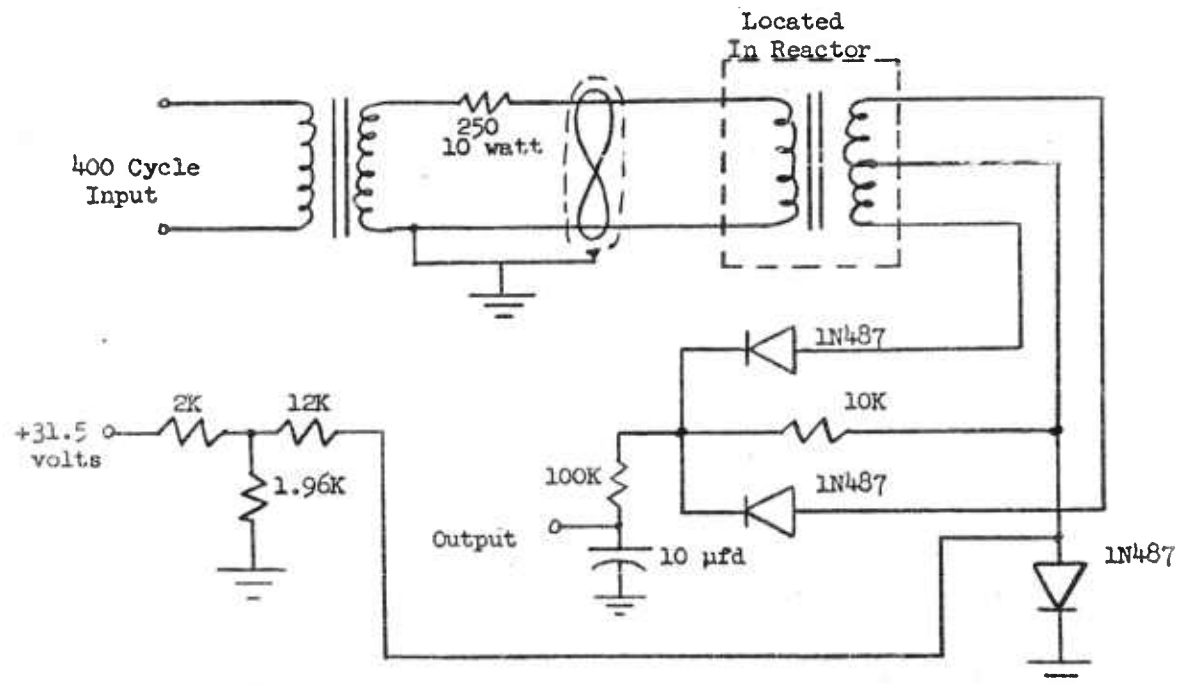 Located
In Reactor
250
10 watt
400 Cycle
Input
1N487
2K
12K
10K
+31.5
volts
100K
1.96K
1N487
Output
10 µfd
1N487